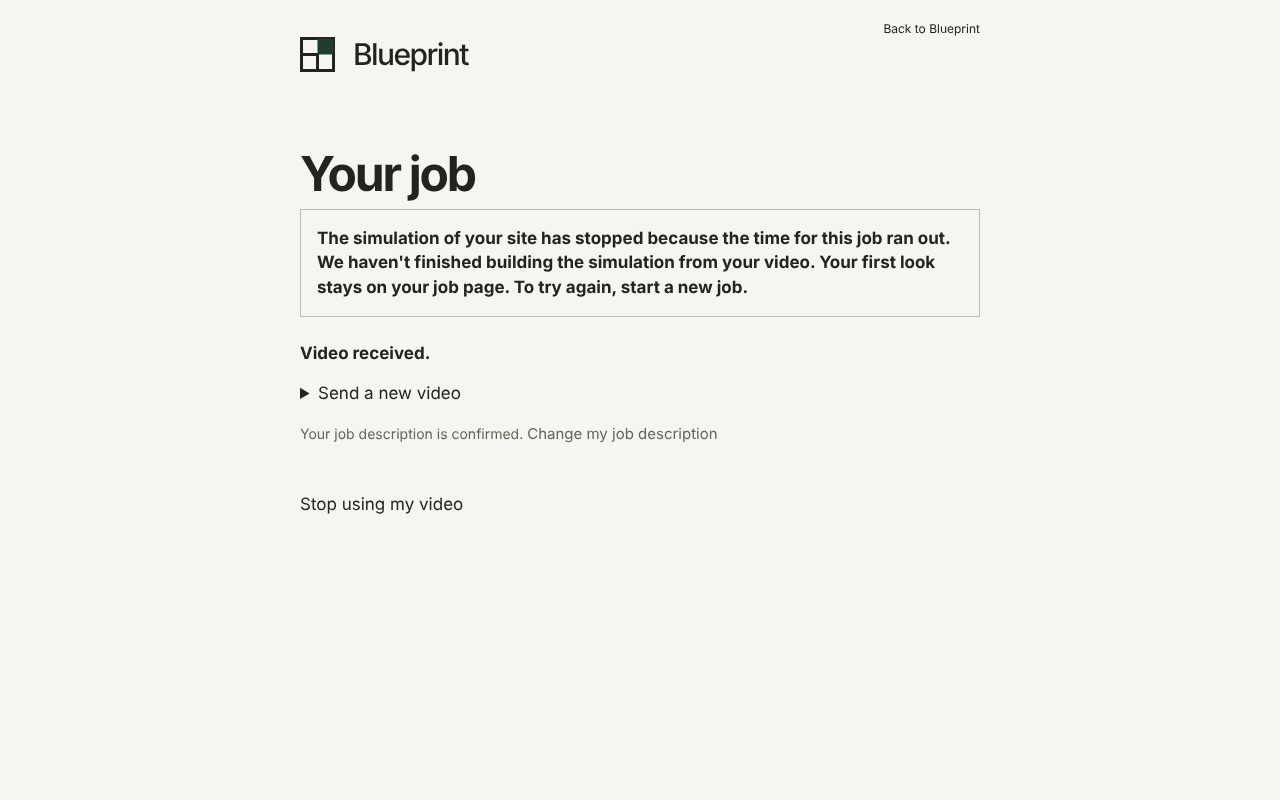 Back to Blueprint
Blueprint
Your job
The simulation of your site has stopped because the time for this job ran out.
We haven't finished building the simulation from your video. Your first look
stays on your job page. To try again, start a new job.
Video received.
Send a new video
Your job description is confirmed. Change my job description
Stop using my video